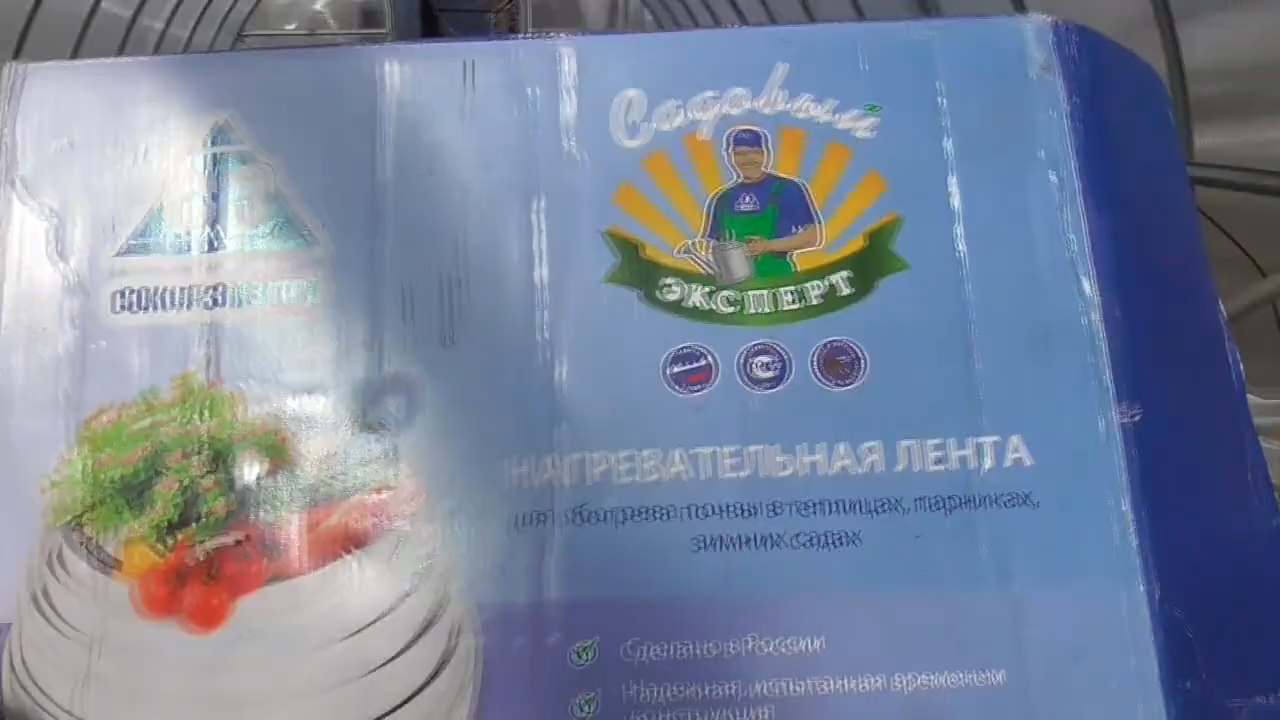 Садовый
ЭКСПЕРТ
НАГРЕВАТЕЛЬНАЯ ЛЕНТА
для обогрева почвы в теплицах, парниках,
зимних садах
Сделано в России
Надежная, испытанная временем
конструкция